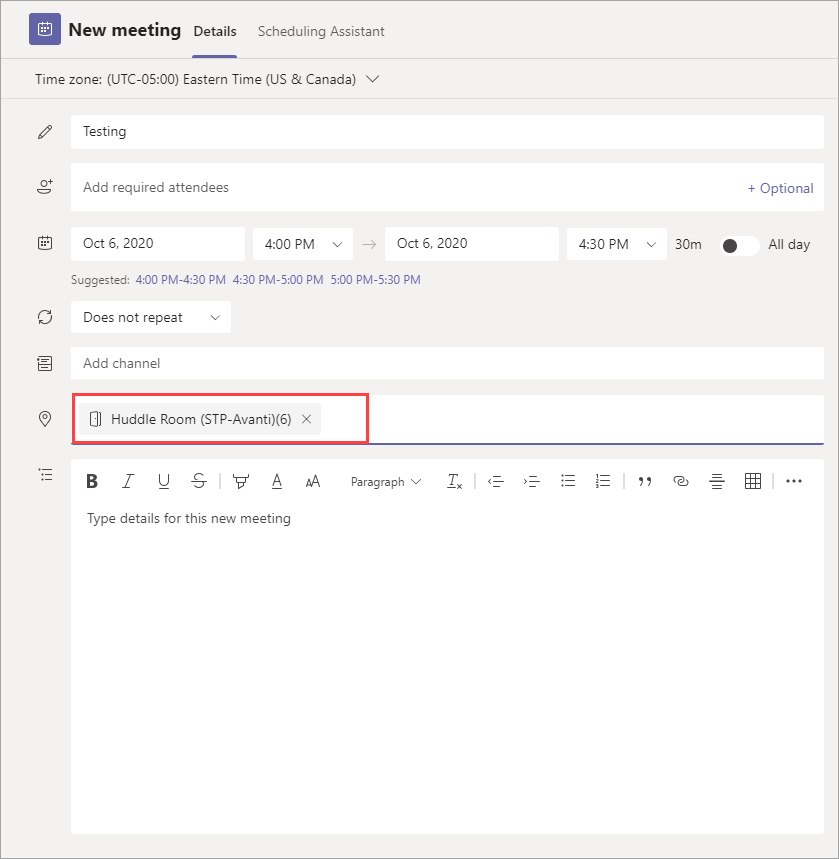 New meeting Details Scheduling Assistant
Time zone: (UTC-05:00) Eastern Time (US & Canada)
Testing
Add required attendees + Optional
Oct 6, 2020 4:00 PM Oct 6, 2020 4:30 PM 30m All day
Suggested: 4:00 PM-4:30 PM 4:30 PM-5:00 PM 5:00 PM-5:30 PM
Does not repeat
Add channel
Huddle Room (STP-Avanti)(6)
B I U S A AA Paragraph Tx
Type details for this new meeting